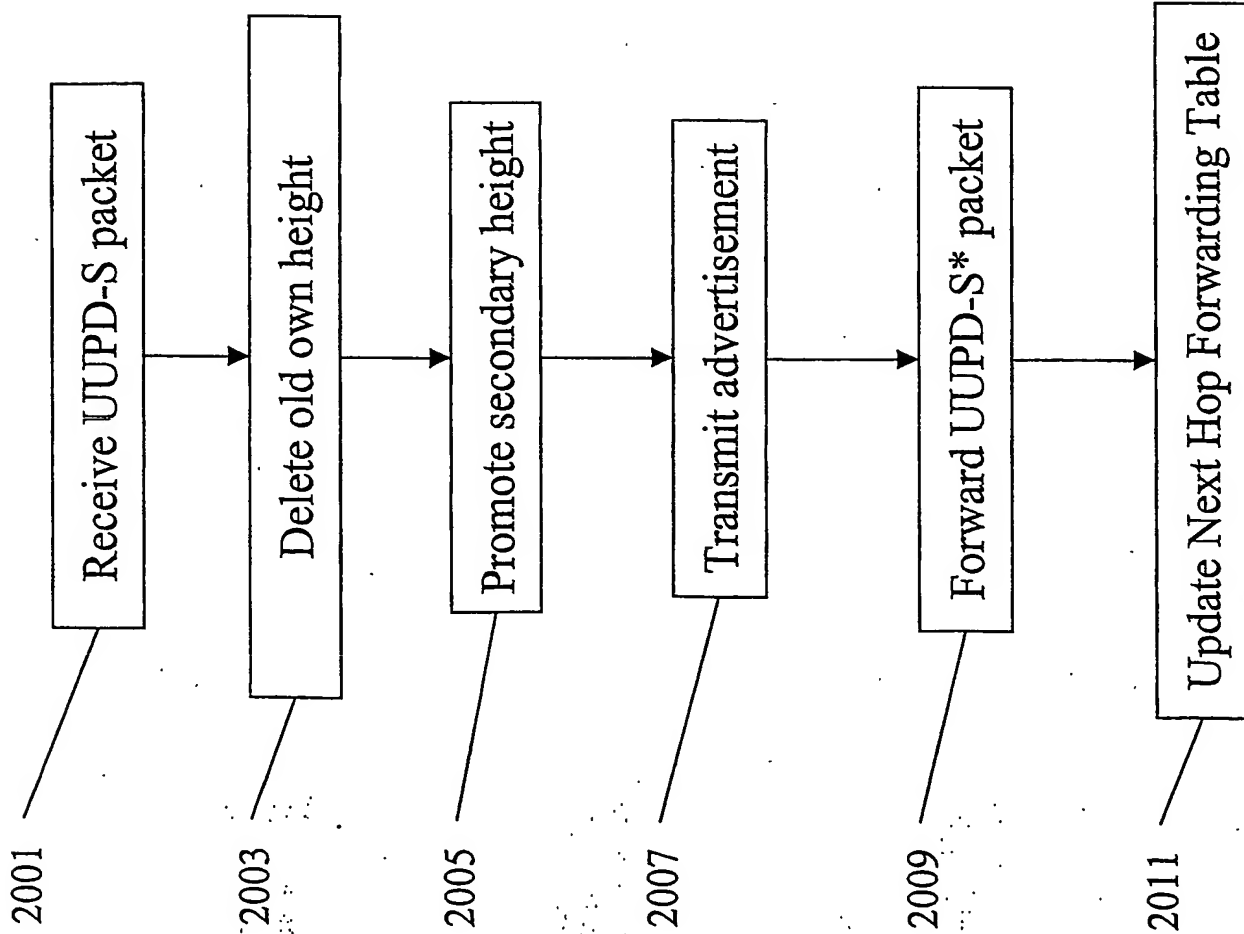 2001
Receive UUPD-S packet
2003
Delete old own height
2005
Promote secondary height
2007
Transmit advertisement
2009
Forward UUPD-S* packet
2011
Update Next Hop Forwarding Table